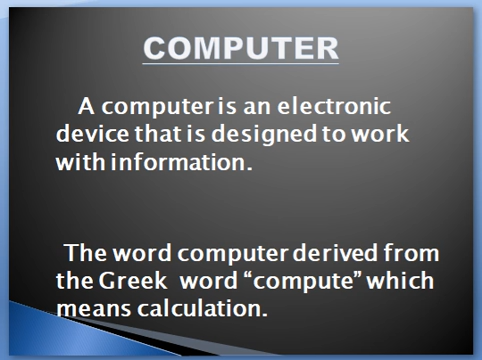 COMPUTER
A computer is an electronic
device that is designed to work
with information.
The word computer derived from
the Greek word “compute” which
means calculation.